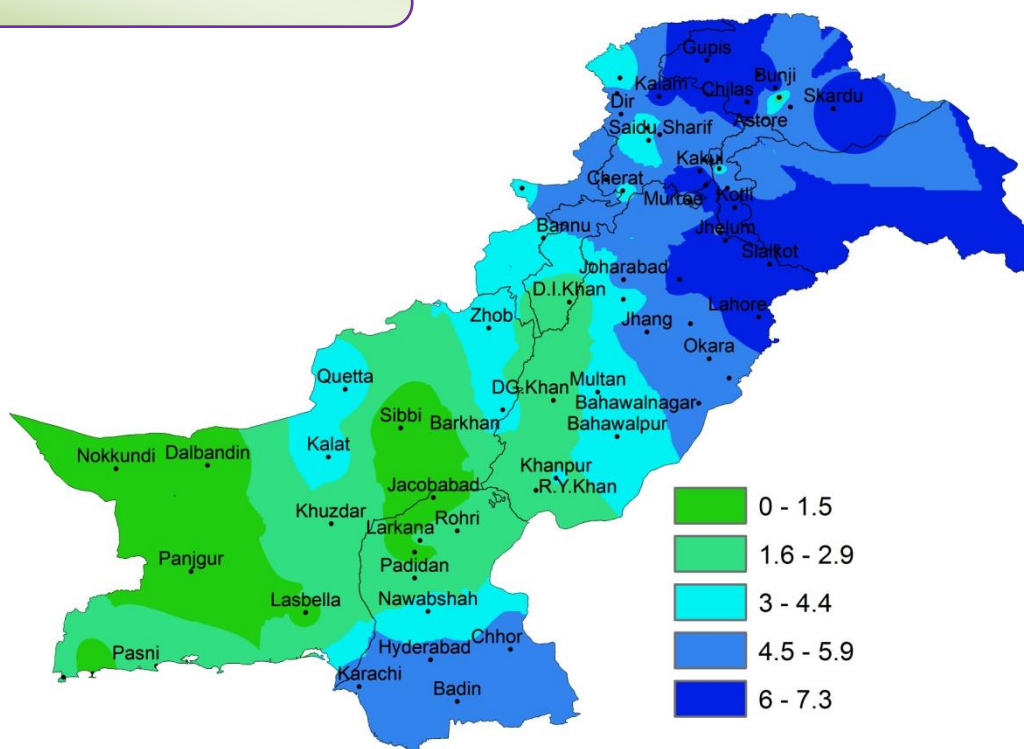 Gupis
Bunji
Kalam
Chilas
Skardu
Dir
Astore
Saidu Sharif
Kakul
Cherat
Murree
Kotli
Bannu
Jhelum
Sialkot
Joharabad
D.I.Khan
Lahore
Zhob
Jhang
Okara
Quetta
DG.Khan
Multan
Bahawalnagar
Sibbi
Barkhan
Bahawalpur
Kalat
Nokkundi
Dalbandin
Khanpur
R.Y.Khan
Jacobabad
Khuzdar
Larkana
Rohri
Panjgur
Padidan
Lasbella
Nawabshah
Pasni
Hyderabad
Chhor
Karachi
Badin
0 - 1.5
1.6 - 2.9
3 - 4.4
4.5 - 5.9
6 - 7.3